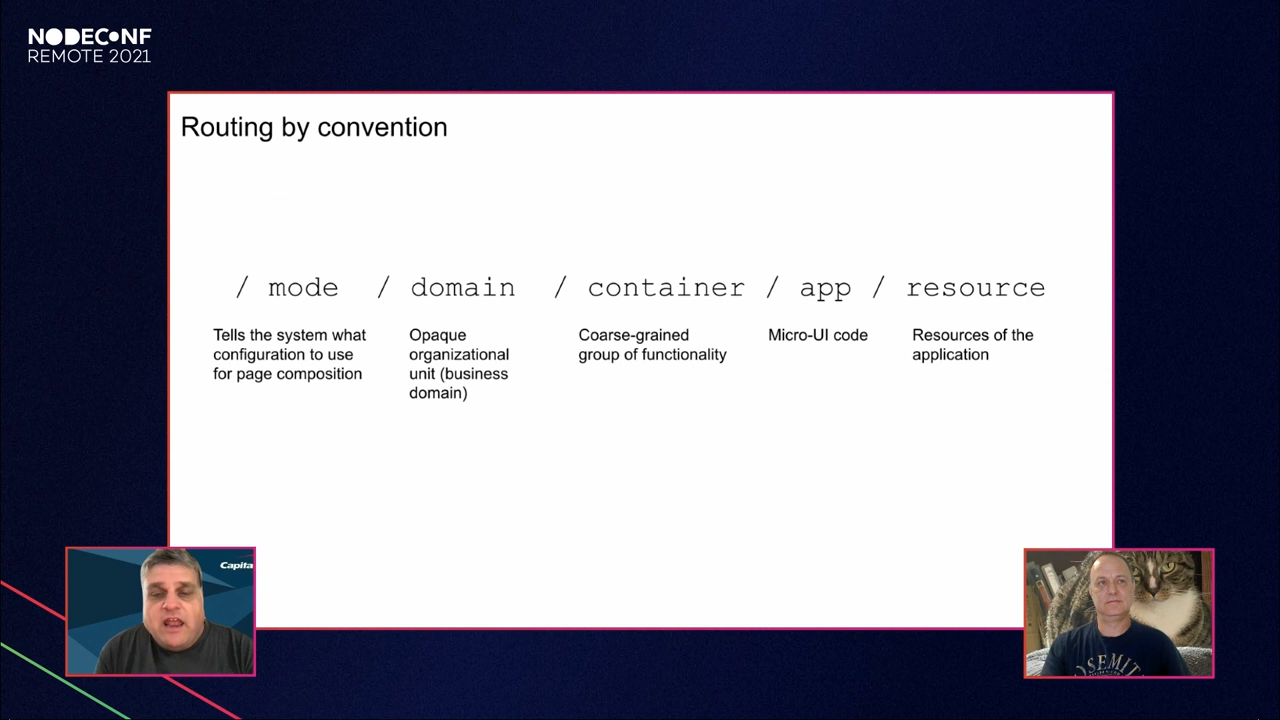 NODECONF
REMOTE 2021
Routing by convention
/ mode / domain / container / app / resource
Tells the system what
configuration to use
for page composition
Opaque
organizational
unit (business
domain)
Coarse-grained
group of functionality
Micro-UI code
Resources of the
application
Capita
OSEMIT